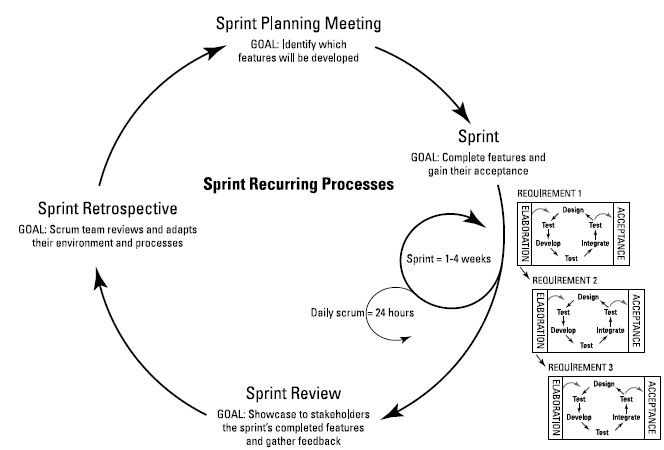 Sprint Planning Meeting
GOAL: Identify which
features will be developed
Sprint
GOAL: Complete features and
gain their acceptance
Sprint Recurring Processes
Sprint Retrospective
GOAL: Scrum team reviews and adapts
their environment and processes
Sprint = 1-4 weeks
Daily scrum = 24 hours
Sprint Review
GOAL: Showcase to stakeholders
the sprint's completed features
and gather feedback
REQUIREMENT 1
ELABORATION
Design
Test
Test
Develop
Integrate
Test
ACCEPTANCE
REQUIREMENT 2
ELABORATION
Design
Test
Test
Develop
Integrate
Test
ACCEPTANCE
REQUIREMENT 3
ELABORATION
Design
Test
Test
Develop
Integrate
Test
ACCEPTANCE